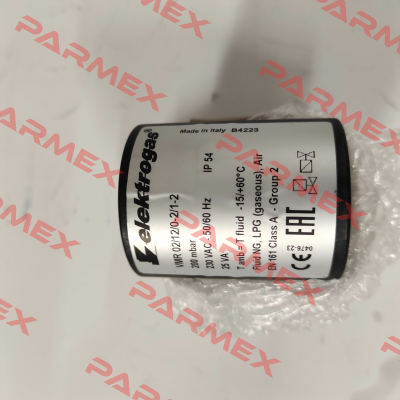 Made in Italy B4223
elektrogas®
VMR 02/12/0-2/1-2
200 mbar IP 54
230 VAC - 50/60 Hz
25 VA
T amb = T fluid -15/+60°C
Fluid NG, LPG (gaseous), Air
EN 161 Class A - Group 2
CE EAC
0476-23
PARMEX
PARMEX
PARMEX
PARMEX
PARMEX
PARMEX
PARMEX